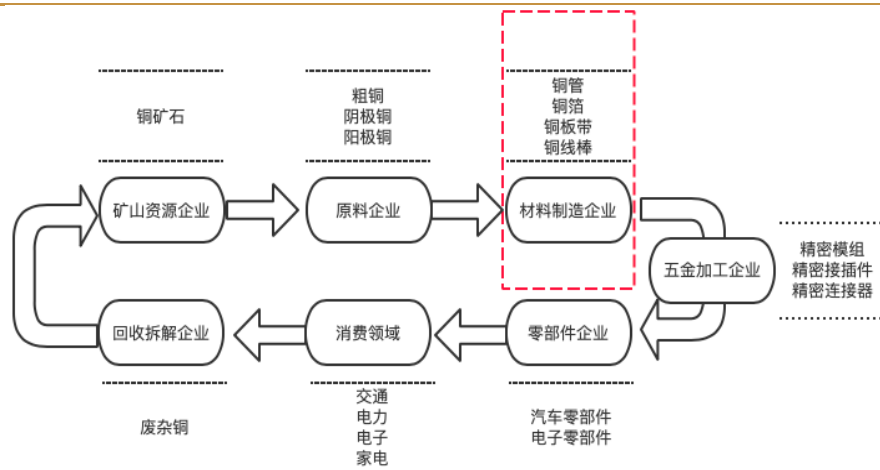 铜矿石
粗铜
阴极铜
阳极铜
铜管
铜箔
铜板带
铜线棒
矿山资源企业
原料企业
材料制造企业
五金加工企业
精密模组
精密接插件
精密连接器
回收拆解企业
消费领域
零部件企业
废杂铜
交通
电力
电子
家电
汽车零部件
电子零部件